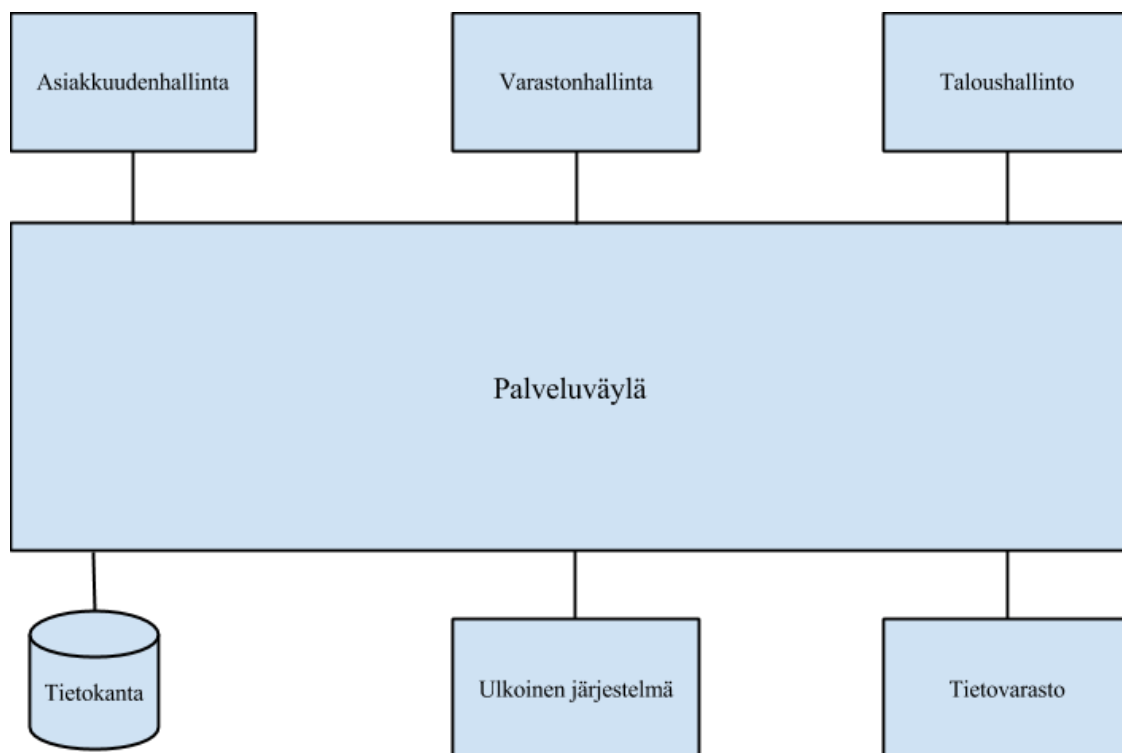 Asiakkuudenhallinta
Varastonhallinta
Taloushallinto
Palveluväylä
Tietokanta
Ulkoinen järjestelmä
Tietovarasto